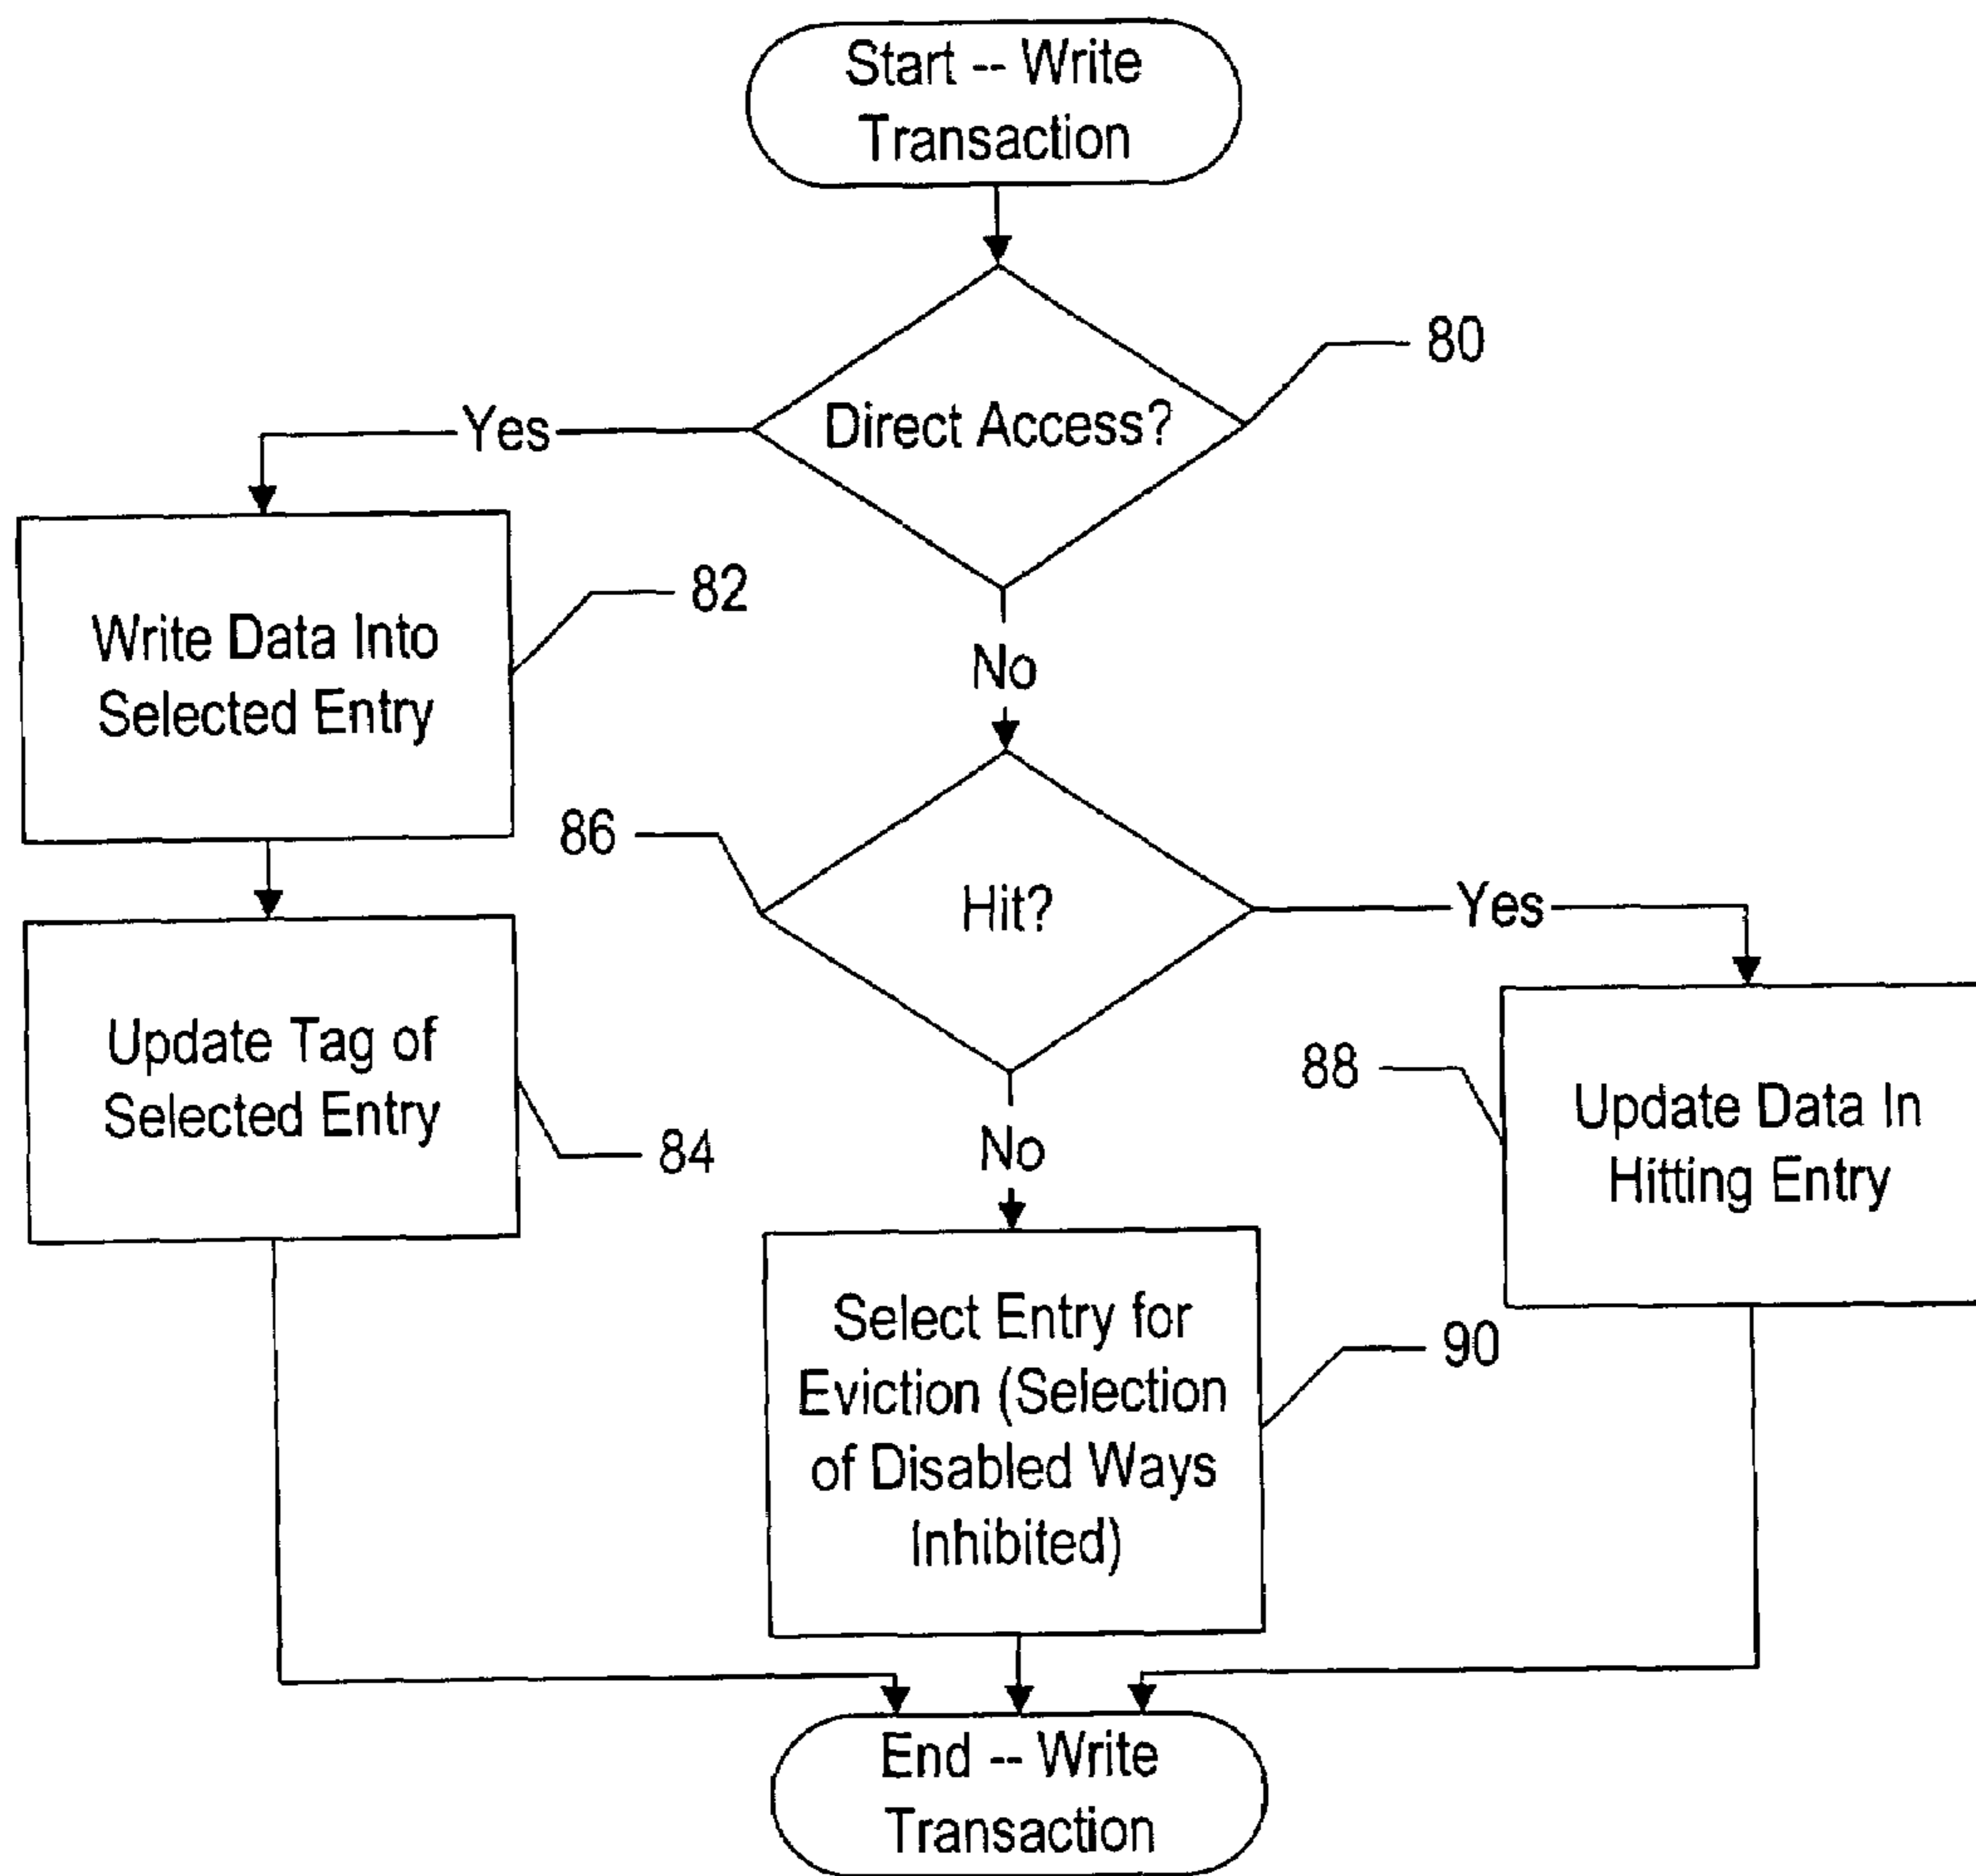 Start -- Write
Transaction
80
Direct Access?
Yes
82
Write Data Into
Selected Entry
No
86
Hit?
Yes
Update Tag of
Selected Entry
84
88
Update Data In
Hitting Entry
No
Select Entry for
Eviction (Selection
of Disabled Ways
Inhibited)
90
End -- Write
Transaction